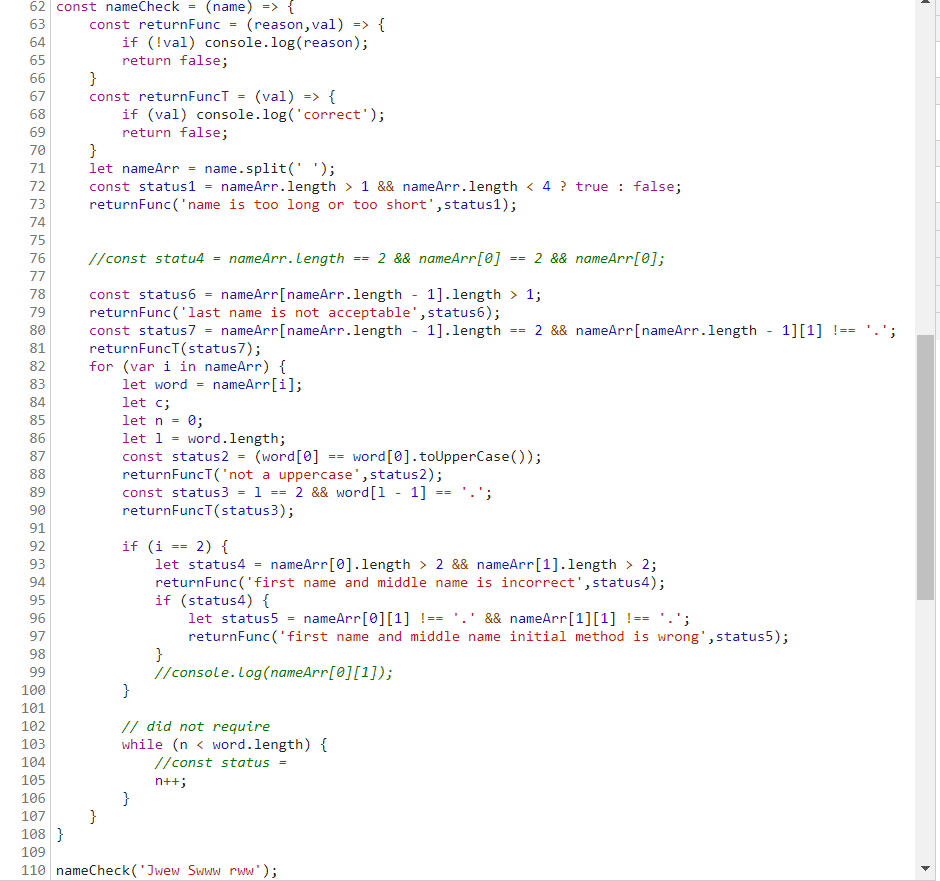 62 const nameCheck = (name) => {
63     const returnFunc = (reason,val) => {
64         if (!val) console.log(reason);
65         return false;
66     }
67     const returnFuncT = (val) => {
68         if (val) console.log('correct');
69         return false;
70     }
71     let nameArr = name.split(' ');
72     const status1 = nameArr.length > 1 && nameArr.length < 4 ? true : false;
73     returnFunc('name is too long or too short',status1);
74
75
76     //const statu4 = nameArr.length == 2 && nameArr[0] == 2 && nameArr[0];
77
78     const status6 = nameArr[nameArr.length - 1].length > 1;
79     returnFunc('last name is not acceptable',status6);
80     const status7 = nameArr[nameArr.length - 1].length == 2 && nameArr[nameArr.length - 1][1] !== '.';
81     returnFuncT(status7);
82     for (var i in nameArr) {
83         let word = nameArr[i];
84         let c;
85         let n = 0;
86         let l = word.length;
87         const status2 = (word[0] == word[0].toUpperCase());
88         returnFuncT('not a uppercase',status2);
89         const status3 = l == 2 && word[l - 1] == '.';
90         returnFuncT(status3);
91
92         if (i == 2) {
93             let status4 = nameArr[0].length > 2 && nameArr[1].length > 2;
94             returnFunc('first name and middle name is incorrect',status4);
95             if (status4) {
96                 let status5 = nameArr[0][1] !== '.' && nameArr[1][1] !== '.';
97                 returnFunc('first name and middle name initial method is wrong',status5);
98             }
99             //console.log(nameArr[0][1]);
100         }
101
102         // did not require
103         while (n < word.length) {
104             //const status =
105             n++;
106         }
107     }
108 }
109
110 nameCheck('Jwew Swww rww');